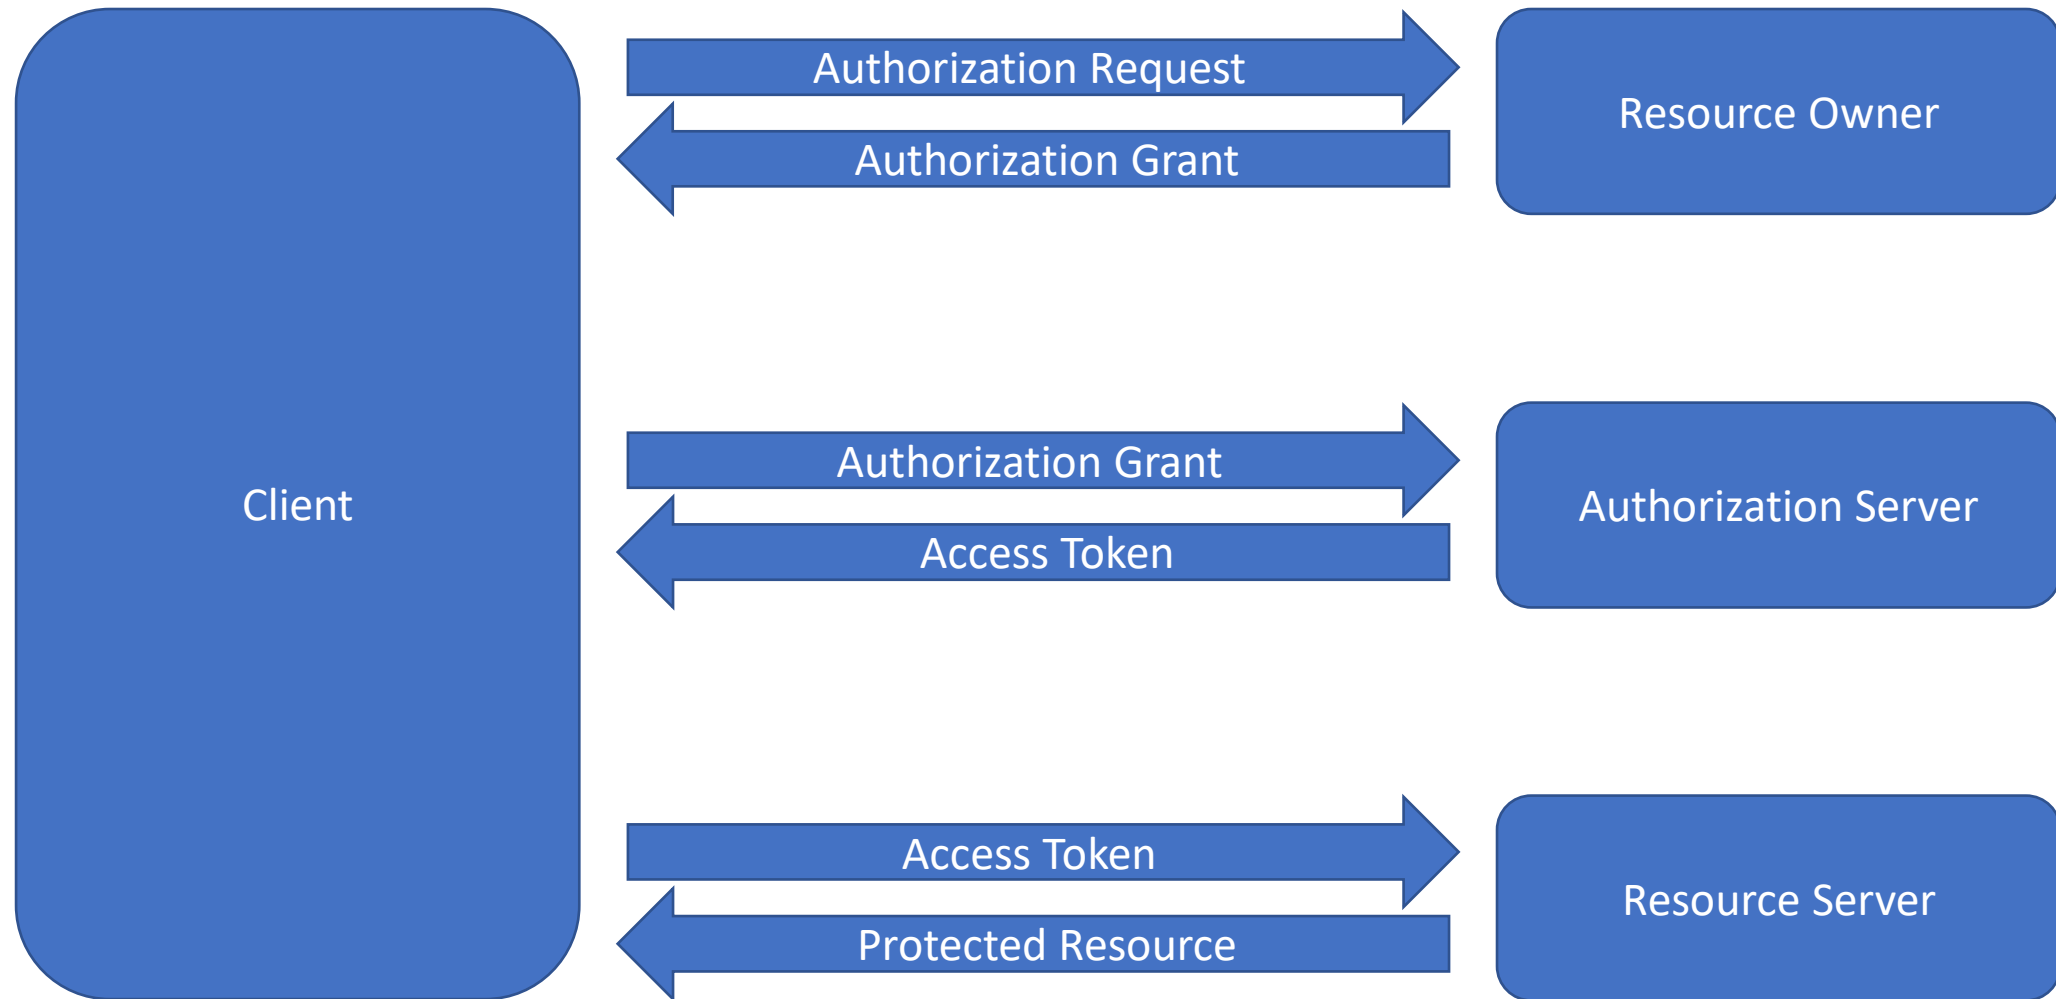 Authorization Request
Resource Owner
Authorization Grant
Client
Authorization Grant
Authorization Server
Access Token
Access Token
Resource Server
Protected Resource